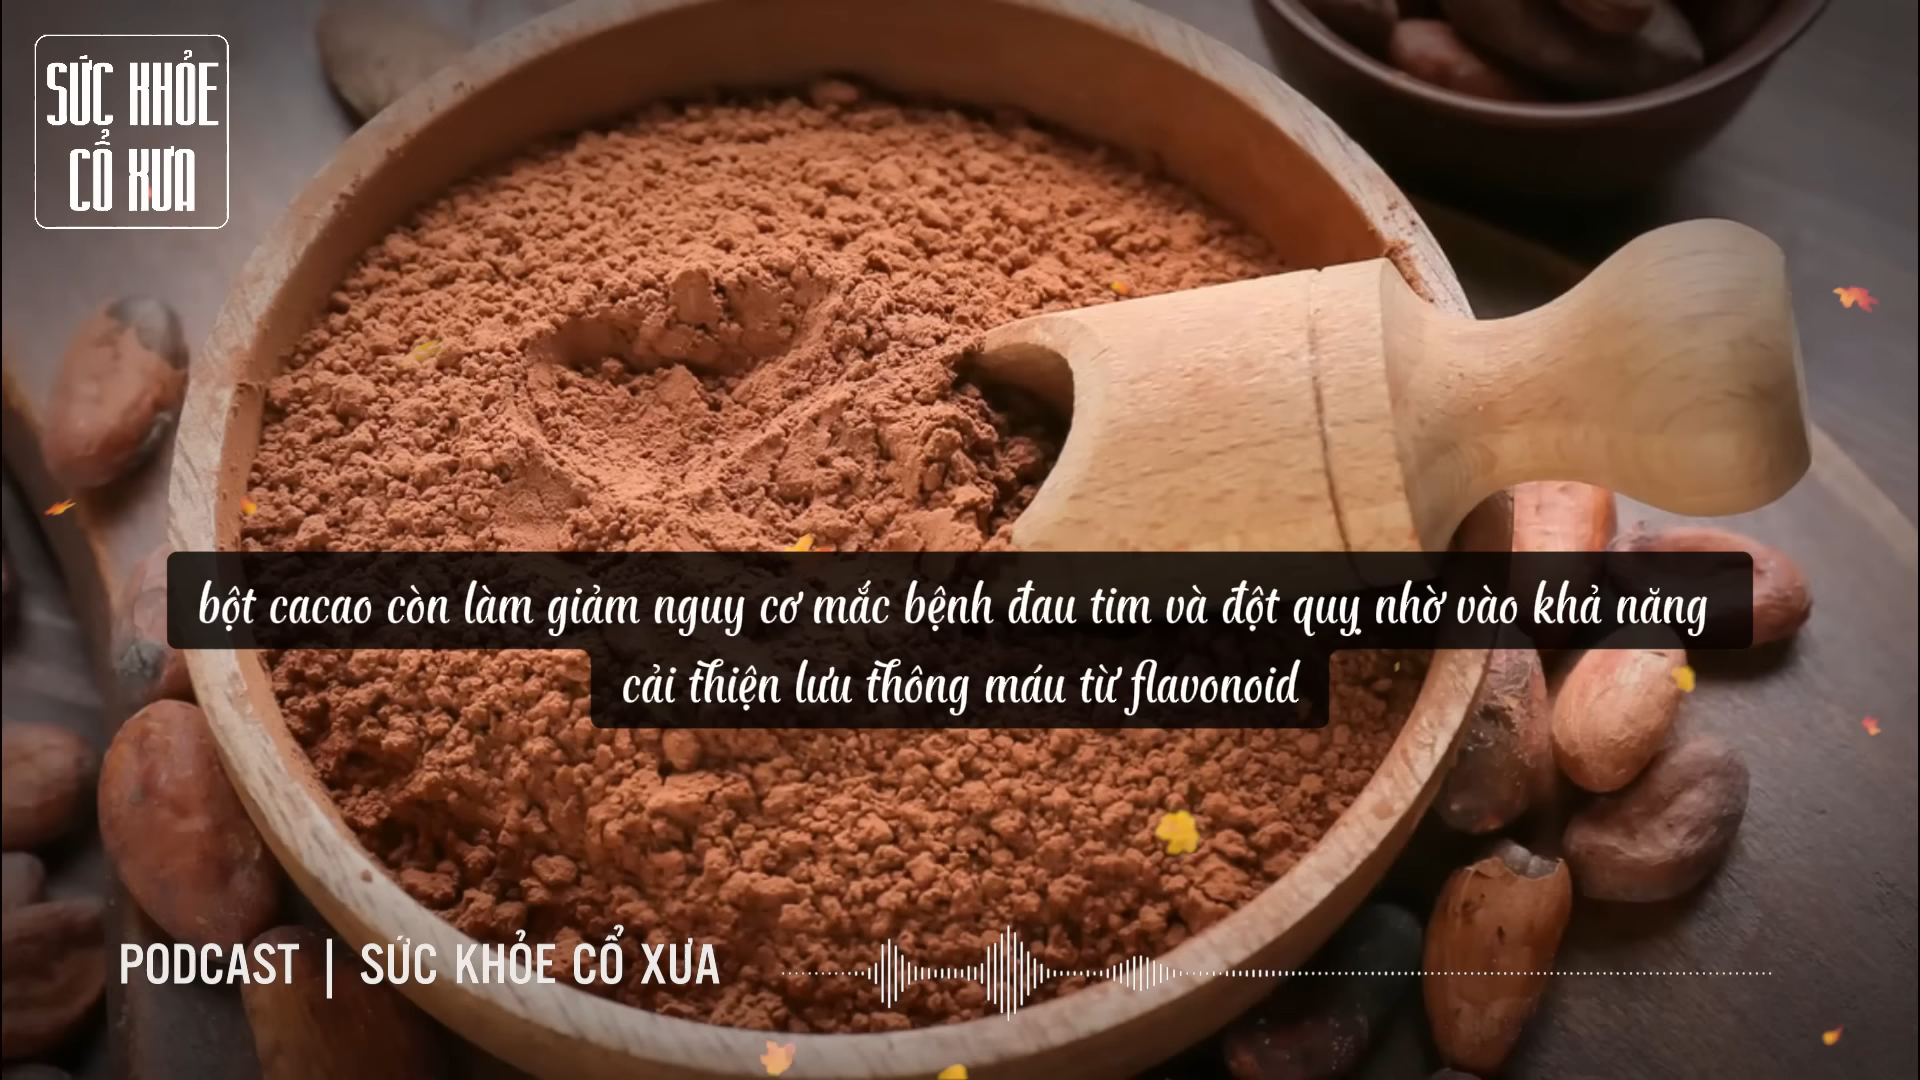 SỨC KHỎE
CỔ XƯA
bột cacao còn làm giảm nguy cơ mắc bệnh đau tim và đột quỵ nhờ vào khả năng
cải thiện lưu thông máu từ flavonoid
PODCAST | SỨC KHỎE CỔ XƯA